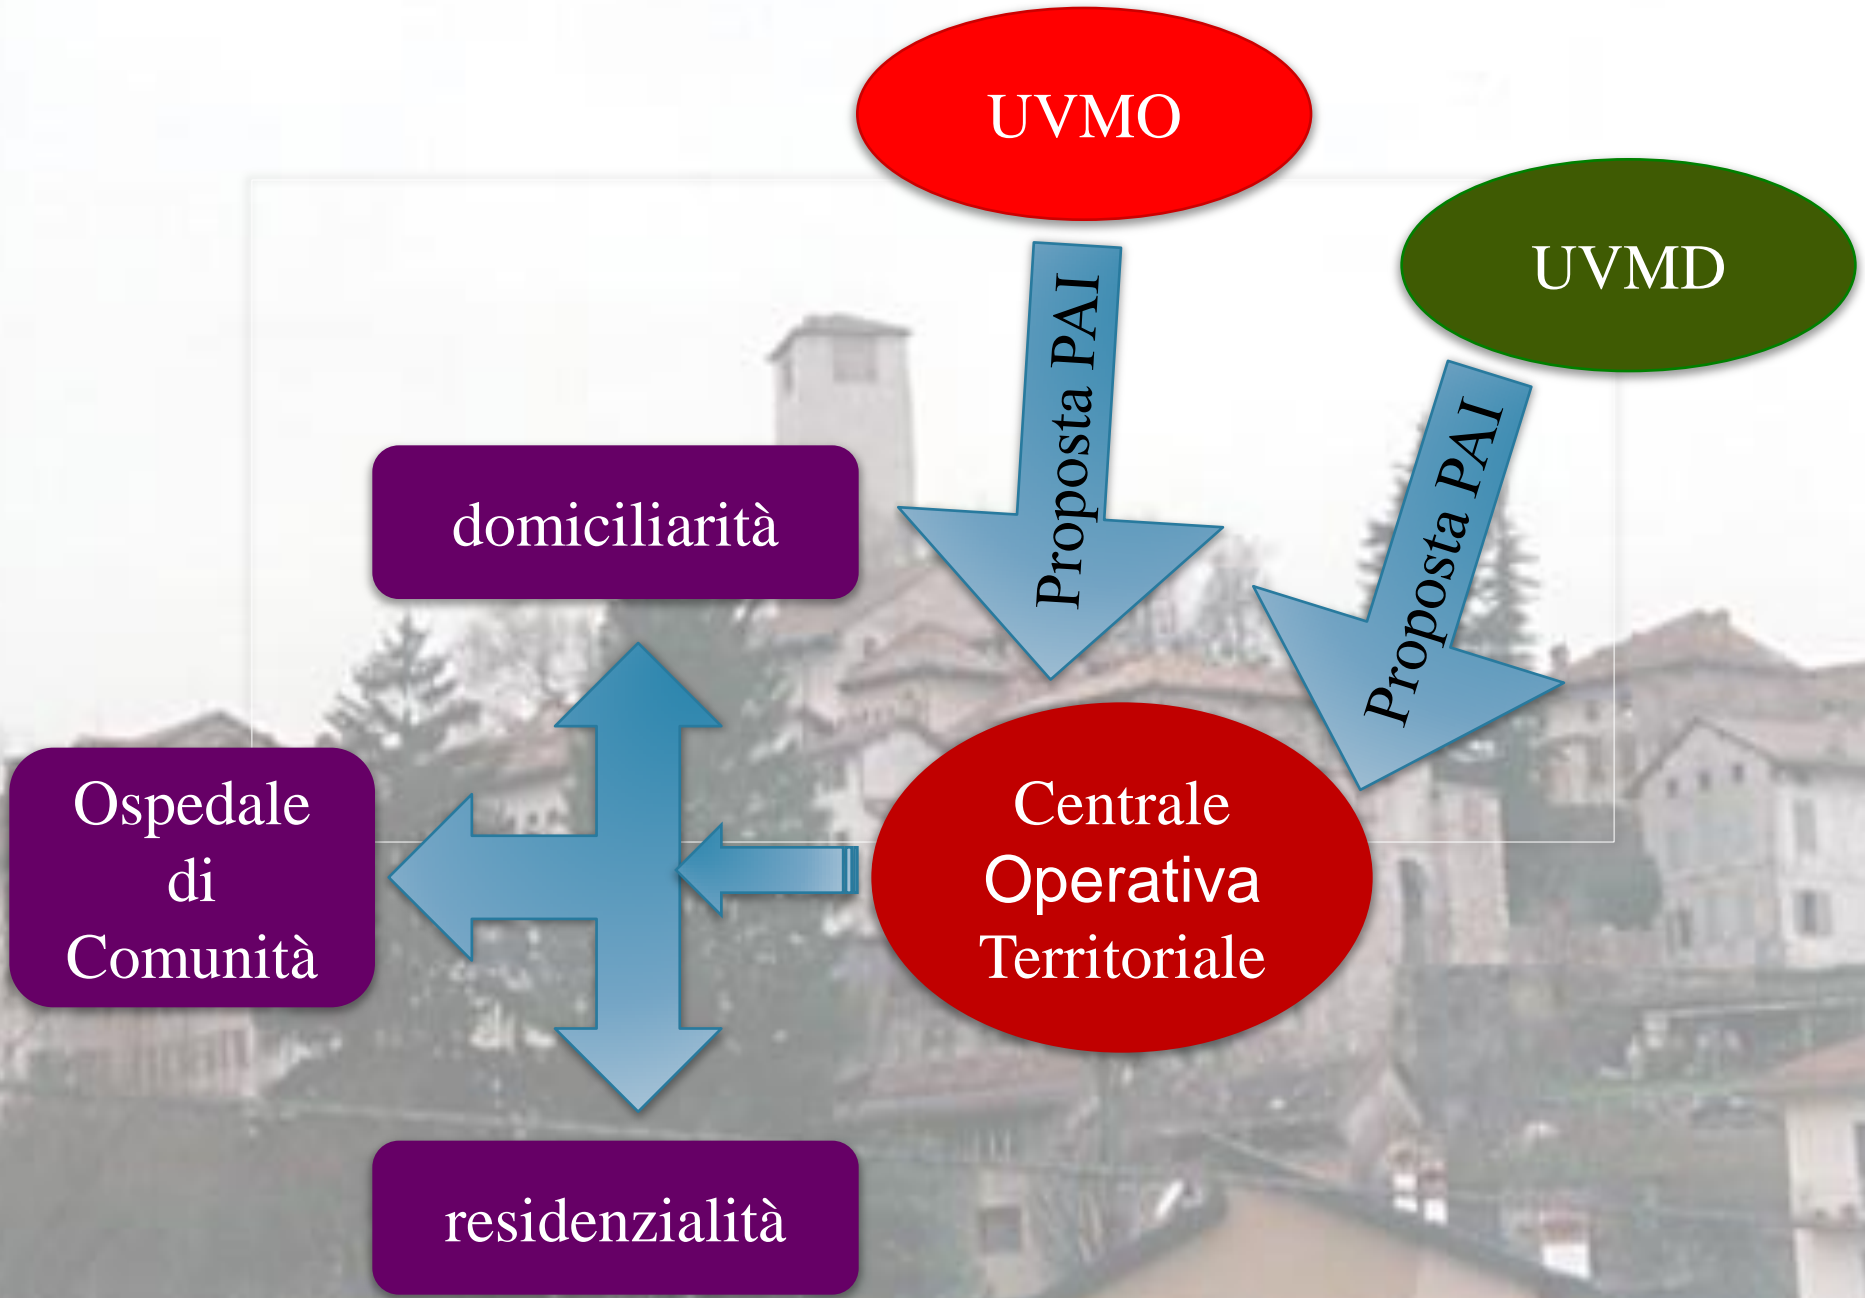 UVMO
UVMD
Proposta PAI
Proposta PAI
domiciliarità
Ospedale
di
Comunità
Centrale
Operativa
Territoriale
residenzialità